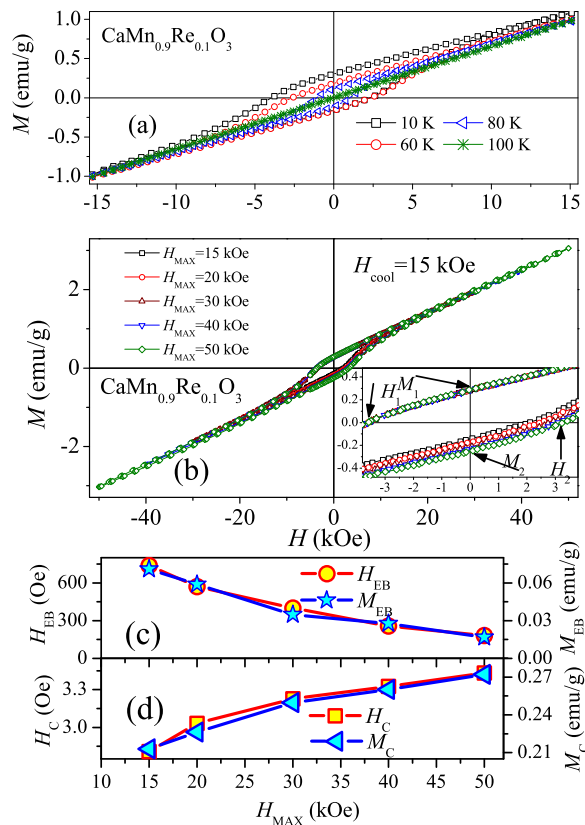 CaMn0.9Re0.1O3
(a)
10 K
80 K
60 K
100 K
M (emu/g)
1.0
0.5
0.0
-0.5
-1.0
-15 -10 -5 0 5 10 15
HMAX=15 kOe
HMAX=20 kOe
HMAX=30 kOe
HMAX=40 kOe
HMAX=50 kOe
Hcool=15 kOe
CaMn0.9Re0.1O3
(b)
M (emu/g)
2
0
-2
-40 -20 0 20 40
H (kOe)
0.4
0.2
0.0
-0.2
-0.4
-3 -2 -1 0 1 2 3
H1
M1
M2
H2
HEB (Oe)
600
300
0
(c)
HEB
MEB
0.06
0.03
0.00
MEB (emu/g)
HC (Oe)
3.3
3.0
(d)
HC
MC
0.27
0.24
0.21
MC (emu/g)
10 15 20 25 30 35 40 45 50
HMAX (kOe)